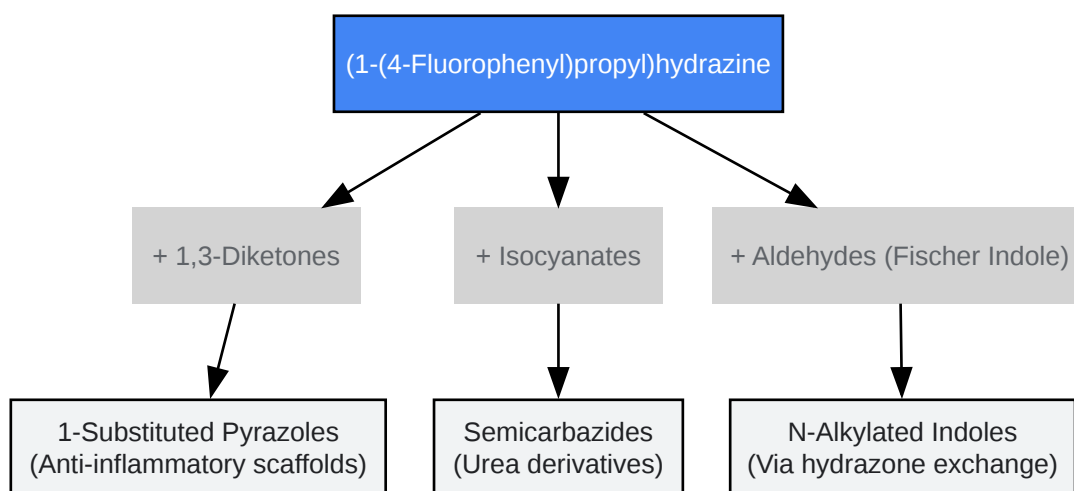 (1-(4-Fluorophenyl)propyl)hydrazine
+ 1,3-Diketones
+ Isocyanates
+ Aldehydes (Fischer Indole)
1-Substituted Pyrazoles
(Anti-inflammatory scaffolds)
Semicarbazides
(Urea derivatives)
N-Alkylated Indoles
(Via hydrazone exchange)